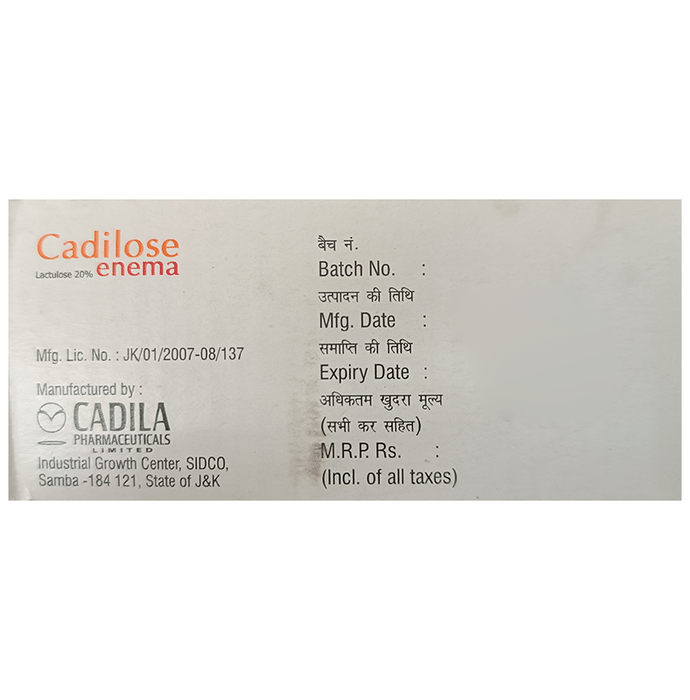 Cadilose
Lactulose 20% enema
Mfg. Lic. No. : JK/01/2007-08/137
Manufactured by :
CADILA
PHARMACEUTICALS
LIMITED
Industrial Growth Center, SIDCO,
Samba -184 121, State of J&K
बैच नं.
Batch No. :
उत्पादन की तिथि
Mfg. Date :
समाप्ति की तिथि
Expiry Date :
अधिकतम खुदरा मूल्य
(सभी कर सहित)
M.R.P. Rs. :
(Incl. of all taxes)